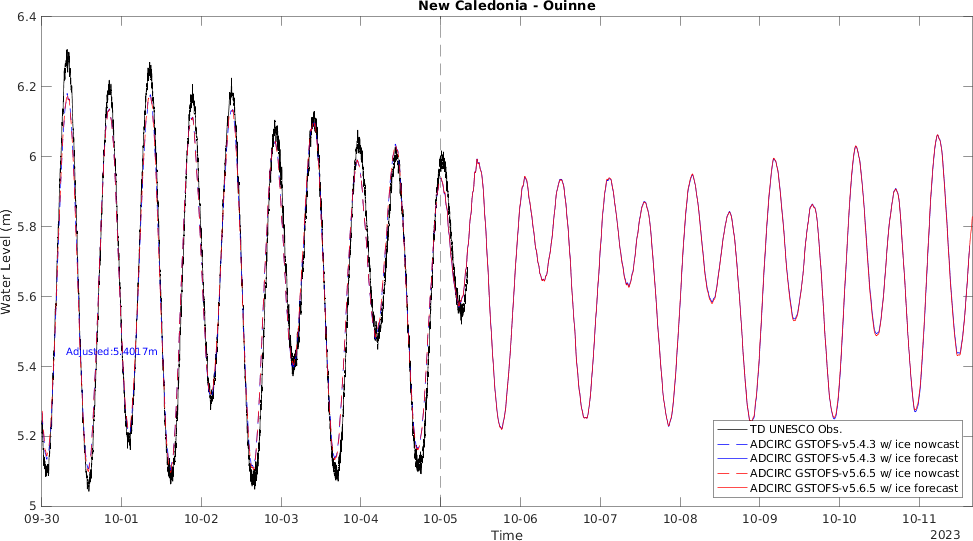 New Caledonia - Ouinne
6.4
6.2
6
5.8
5.6
5.4
5.2
5
Water Level (m)
Adjusted:5.4017m
TD UNESCO Obs.
ADCIRC GSTOFS-v5.4.3 w/ ice nowcast
ADCIRC GSTOFS-v5.4.3 w/ ice forecast
ADCIRC GSTOFS-v5.6.5 w/ ice nowcast
ADCIRC GSTOFS-v5.6.5 w/ ice forecast
09-30 10-01 10-02 10-03 10-04 10-05 10-06 10-07 10-08 10-09 10-10 10-11
Time
2023